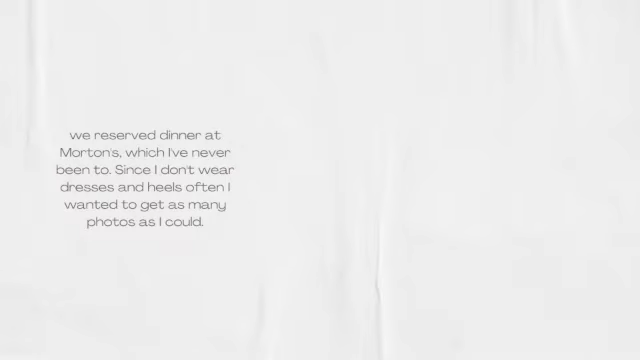 we reserved dinner at
Morton's, which I've never
been to. Since I don't wear
dresses and heels often I
wanted to get as many
photos as I could.